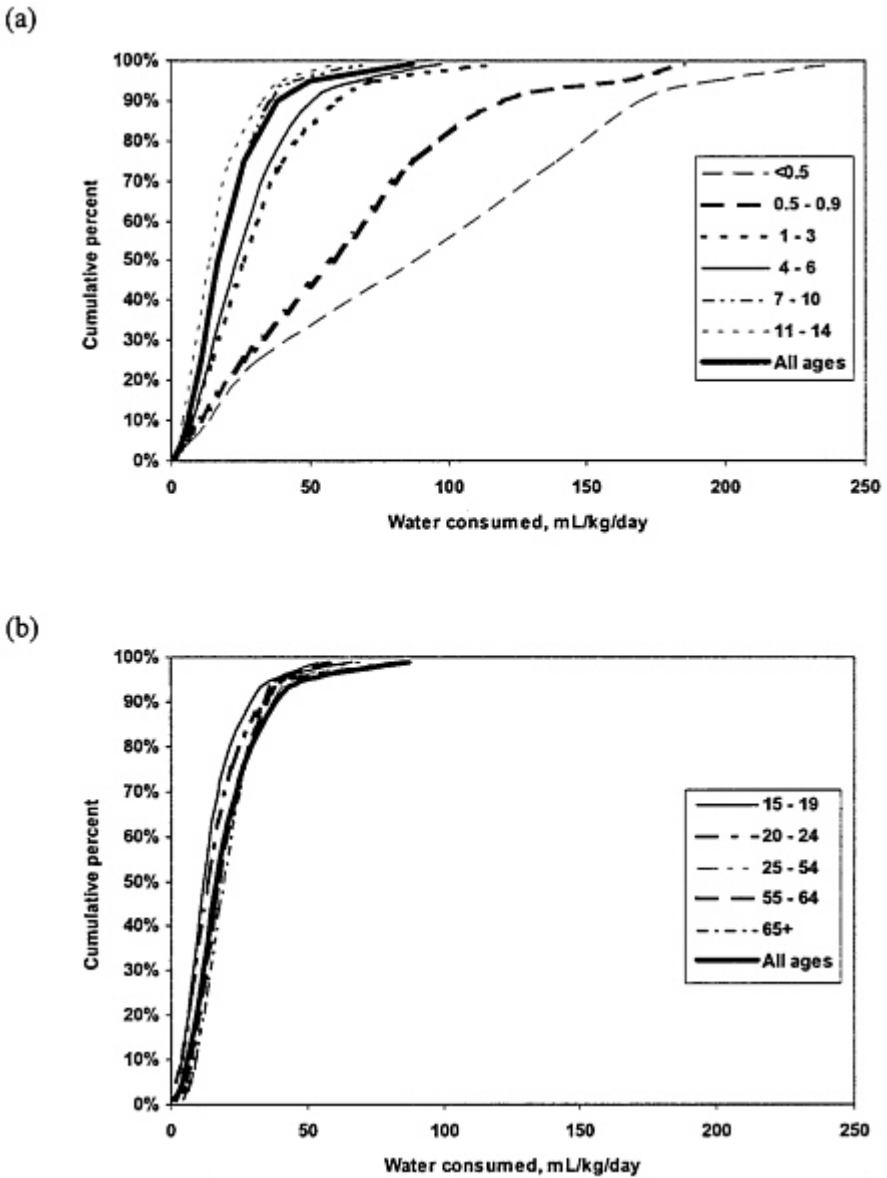 (a)
100%
90%
80%
70%
60%
50%
40%
30%
20%
10%
0%
Cumulative percent
0
50
100
150
200
250
Water consumed, mL/kg/day
<0.5
0.5 - 0.9
1 - 3
4 - 6
7 - 10
11 - 14
All ages
(b)
100%
90%
80%
70%
60%
50%
40%
30%
20%
10%
0%
Cumulative percent
0
50
100
150
200
250
Water consumed, mL/kg/day
15 - 19
20 - 24
25 - 54
55 - 64
65+
All ages